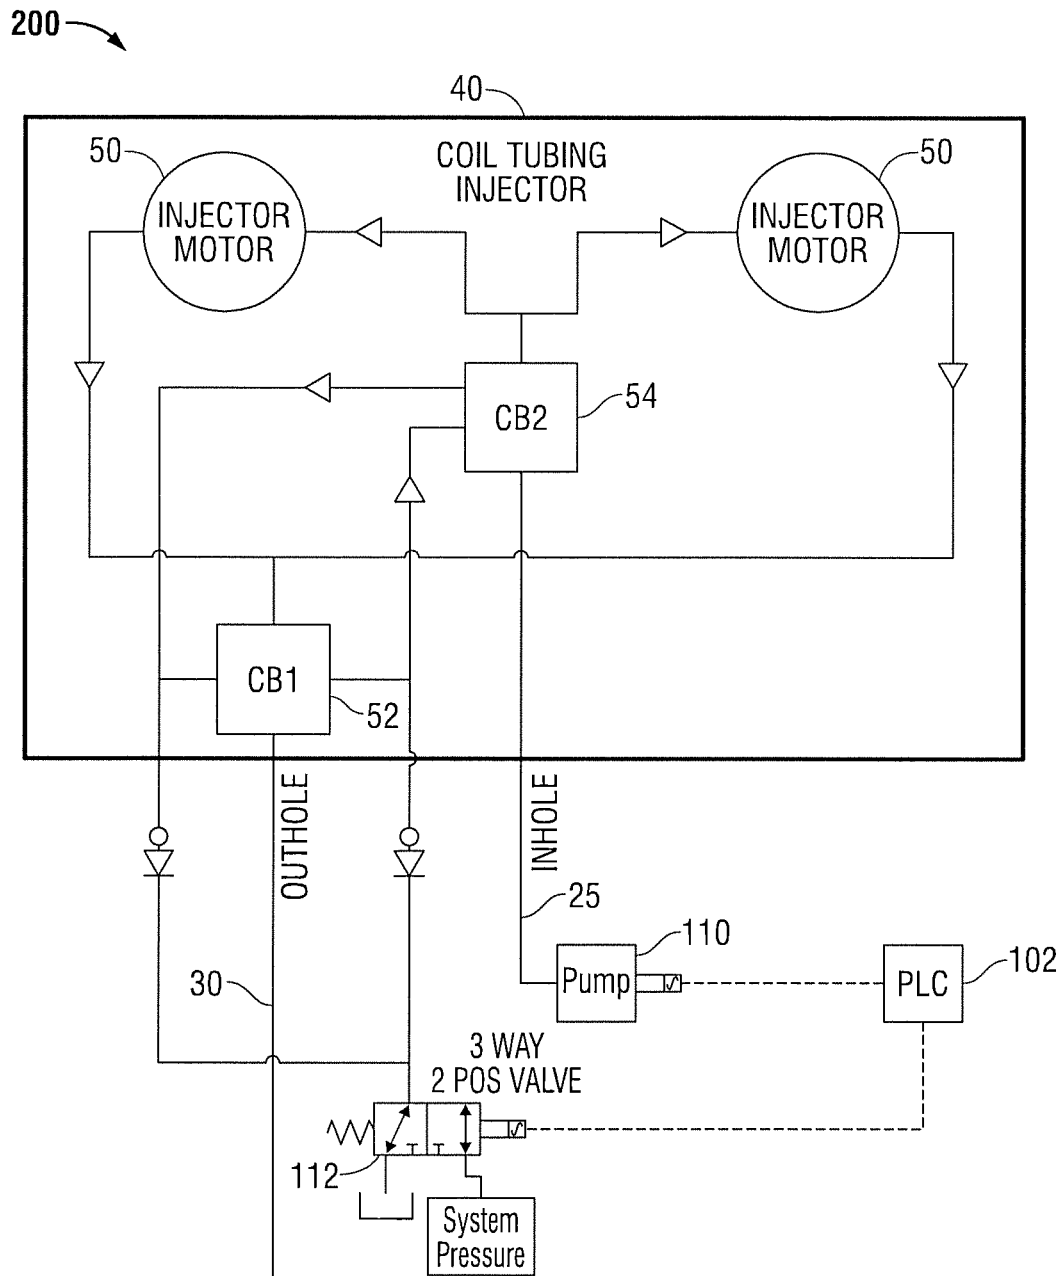 200
40
50
COIL TUBING
INJECTOR
50
INJECTOR
MOTOR
INJECTOR
MOTOR
CB2
54
CB1
52
OUTHOLE
INHOLE
25
110
Pump
PLC
102
30
3 WAY
2 POS VALVE
112
System
Pressure